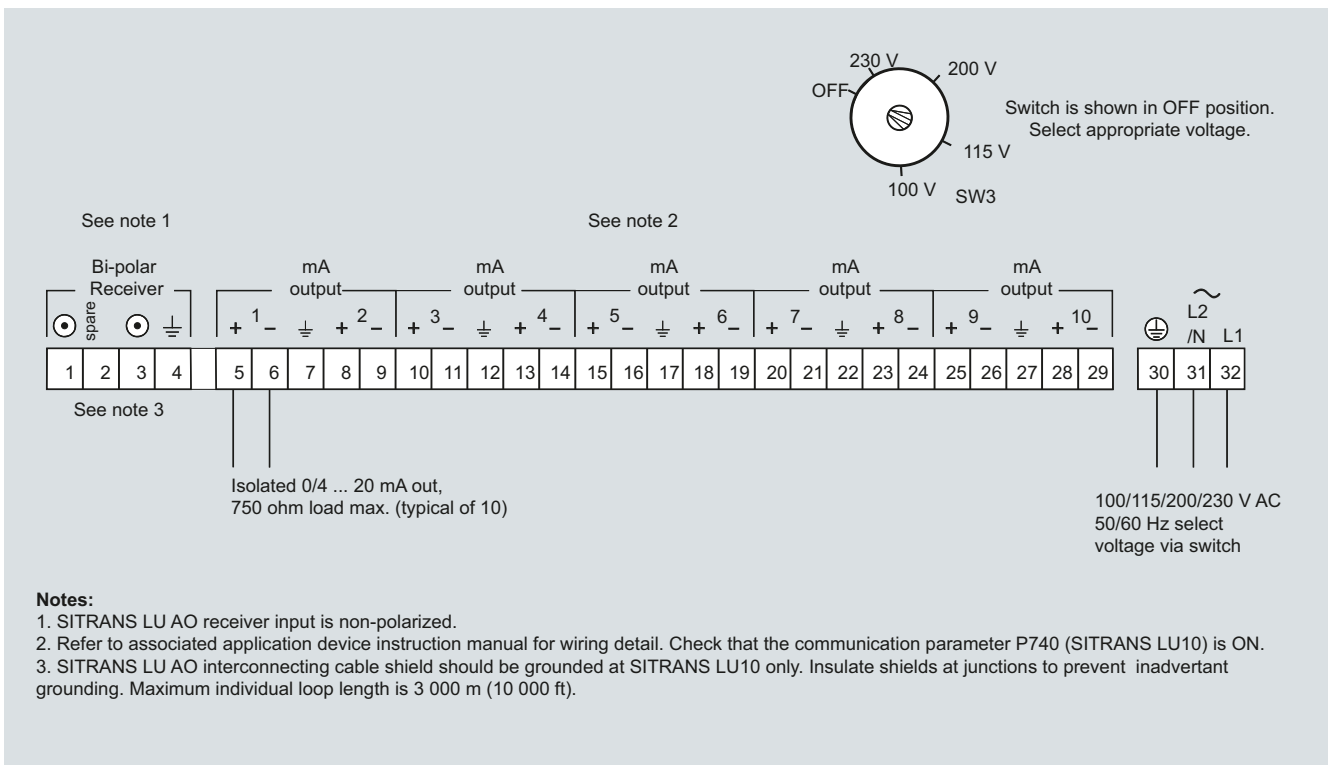 230 V
200 V
OFF
Switch is shown in OFF position.
Select appropriate voltage.
115 V
100 V
SW3
See note 1
See note 2
Bi-polar
Receiver
mA
output
mA
output
mA
output
mA
output
mA
output
spare
+ 1 – + 2 – + 3 – + 4 – + 5 – + 6 – + 7 – + 8 – + 9 – + 10 –
L2
/N L1
1 2 3 4 5 6 7 8 9 10 11 12 13 14 15 16 17 18 19 20 21 22 23 24 25 26 27 28 29 30 31 32
See note 3
Isolated 0/4 ... 20 mA out,
750 ohm load max. (typical of 10)
100/115/200/230 V AC
50/60 Hz select
voltage via switch
Notes:
1. SITRANS LU AO receiver input is non-polarized.
2. Refer to associated application device instruction manual for wiring detail. Check that the communication parameter P740 (SITRANS LU10) is ON.
3. SITRANS LU AO interconnecting cable shield should be grounded at SITRANS LU10 only. Insulate shields at junctions to prevent inadvertant
grounding. Maximum individual loop length is 3 000 m (10 000 ft).